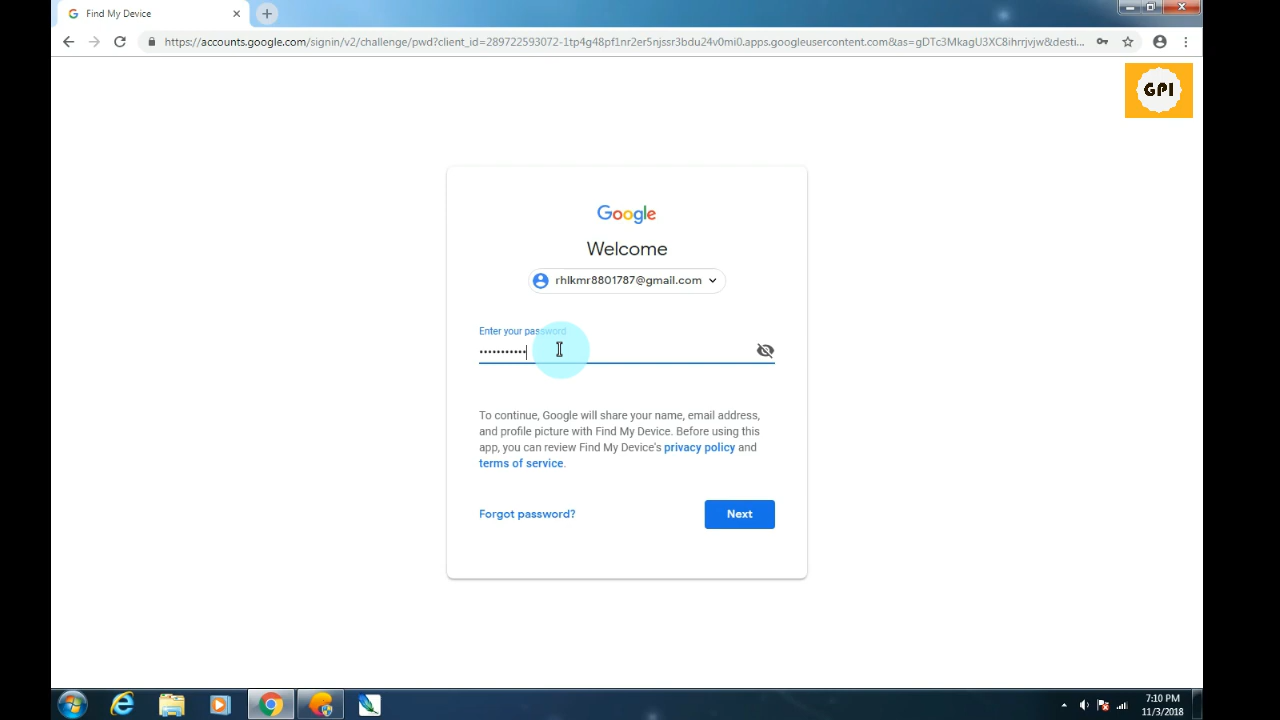 Find My Device
https://accounts.google.com/signin/v2/challenge/pwd?client_id=289722593072-1tp4g48pf1nr2er5njssr3bdu24v0mi0.apps.googleusercontent.com&as=gDTc3MkagU3XC8ihrrjvjw&desti...
GPI
Google
Welcome
rhlkmr8801787@gmail.com
Enter your password
•••••••••••
To continue, Google will share your name, email address,
and profile picture with Find My Device. Before using this
app, you can review Find My Device's privacy policy and
terms of service.
Forgot password?
Next
7:10 PM
11/3/2018